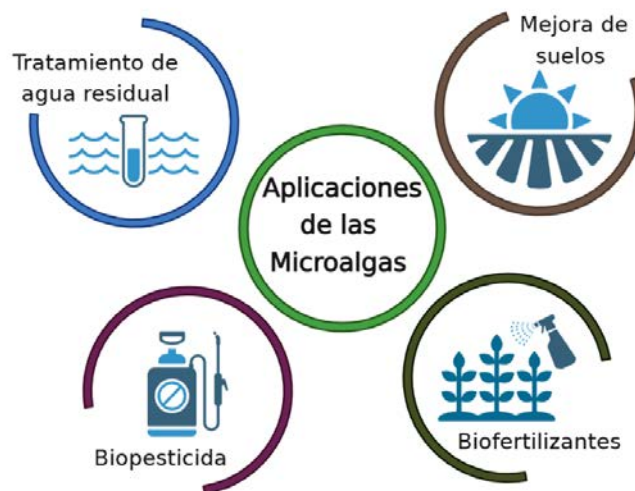 Tratamiento de
agua residual
Mejora de
suelos
Aplicaciones
de las
Microalgas
Biopesticida
Biofertilizantes